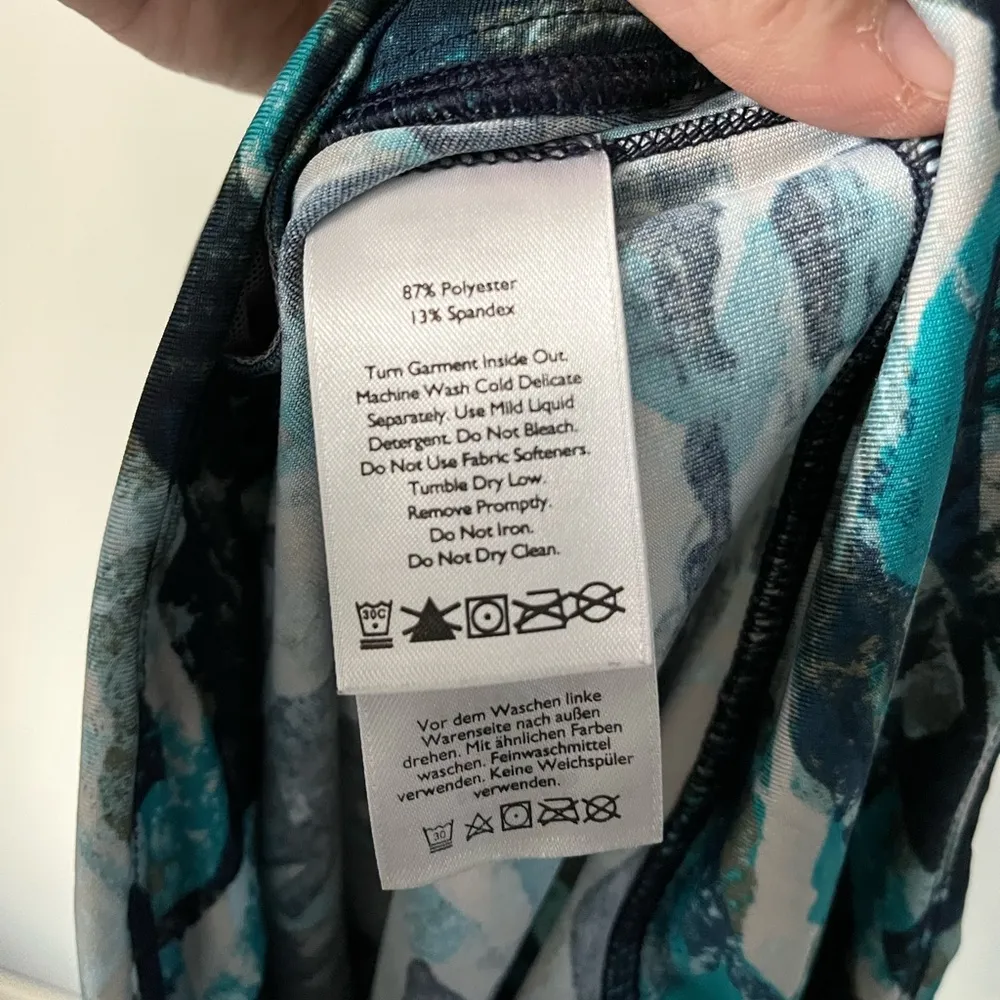 87% Polyester
13% Spandex
Turn Garment Inside Out.
Machine Wash Cold Delicate
Separately. Use Mild Liquid
Detergent. Do Not Bleach.
Do Not Use Fabric Softeners.
Tumble Dry Low.
Remove Promptly.
Do Not Iron.
Do Not Dry Clean.
30C
Vor dem Waschen linke
Warenseite nach außen
drehen. Mit ähnlichen Farben
waschen. Feinwaschmittel
verwenden. Keine Weichspüler
verwenden.
30